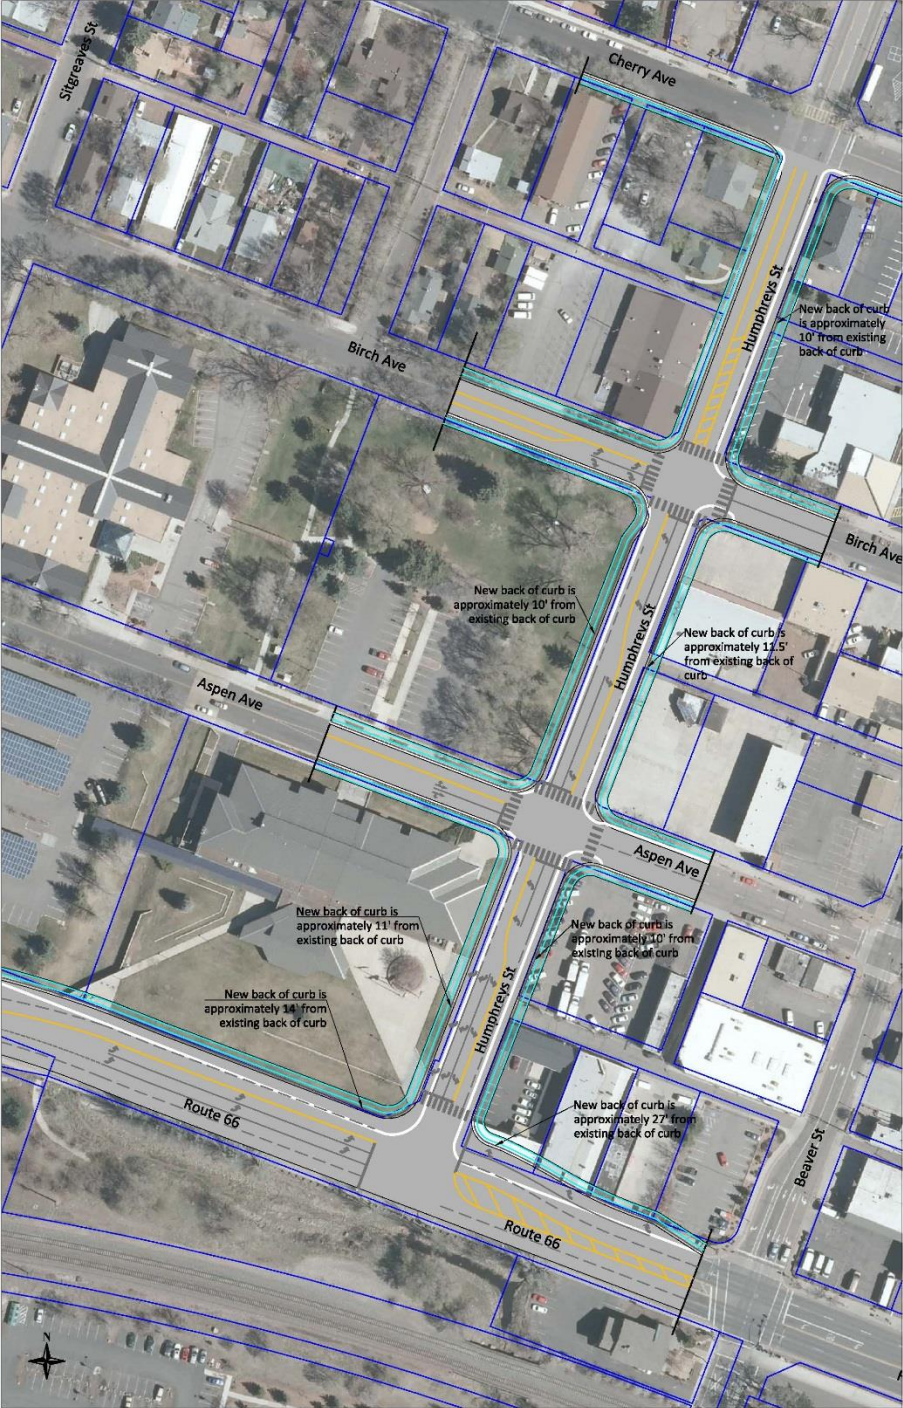 Sitgreaves St
Cherry Ave
Humphreys St
New back of curb
is approximately
10' from existing
back of curb
Birch Ave
Birch Ave
New back of curb is
approximately 10' from
existing back of curb
Humphreys St
New back of curb is
approximately 11.5'
from existing back of
curb
Aspen Ave
Aspen Ave
New back of curb is
approximately 11' from
existing back of curb
New back of curb is
approximately 10' from
existing back of curb
Humphreys St
New back of curb is
approximately 14' from
existing back of curb
Route 66
New back of curb is
approximately 27' from
existing back of curb
Beaver St
Route 66
N